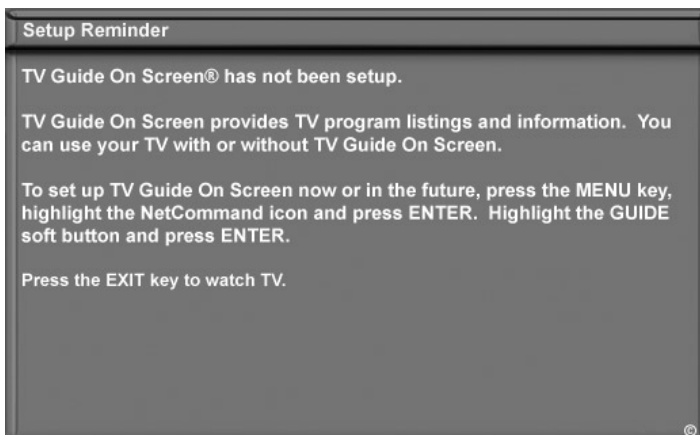 Setup Reminder
TV Guide On Screen® has not been setup.
TV Guide On Screen provides TV program listings and information.  You
can use your TV with or without TV Guide On Screen.
To set up TV Guide On Screen now or in the future, press the MENU key,
highlight the NetCommand icon and press ENTER.  Highlight the GUIDE
soft button and press ENTER.
Press the EXIT key to watch TV.
©